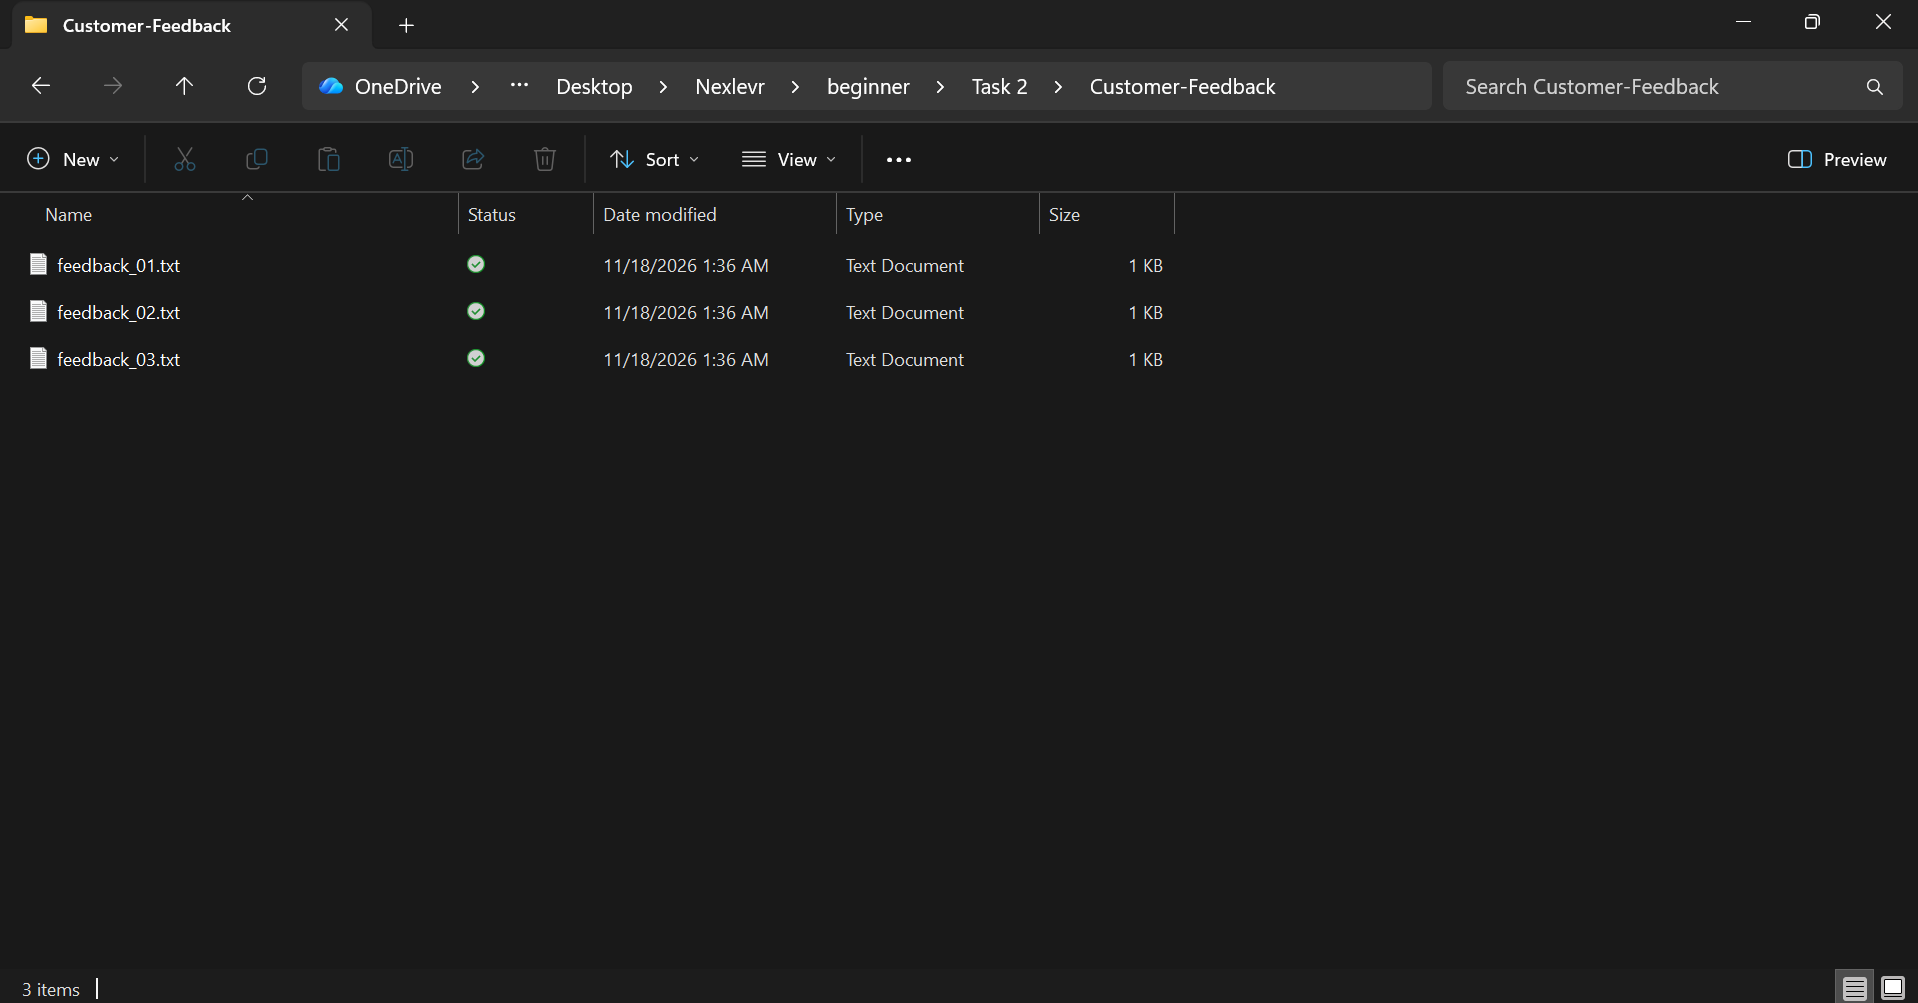 Customer-Feedback
OneDrive > ... Desktop > Nexlevr > beginner > Task 2 > Customer-Feedback
Search Customer-Feedback
New Sort View ... Preview
Name Status Date modified Type Size
feedback_01.txt 11/18/2026 1:36 AM Text Document 1 KB
feedback_02.txt 11/18/2026 1:36 AM Text Document 1 KB
feedback_03.txt 11/18/2026 1:36 AM Text Document 1 KB
3 items